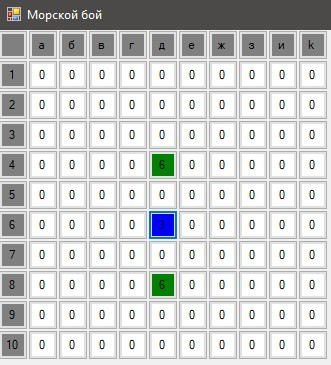 Морской бой
а б в г д е ж з и k
1 0 0 0 0 0 0 0 0 0 0
2 0 0 0 0 0 0 0 0 0 0
3 0 0 0 0 0 0 0 0 0 0
4 0 0 0 0 6 0 0 0 0 0
5 0 0 0 0 0 0 0 0 0 0
6 0 0 0 0 0 0 0 0 0
7 0 0 0 0 0 0 0 0 0 0
8 0 0 0 0 6 0 0 0 0 0
9 0 0 0 0 0 0 0 0 0 0
10 0 0 0 0 0 0 0 0 0 0